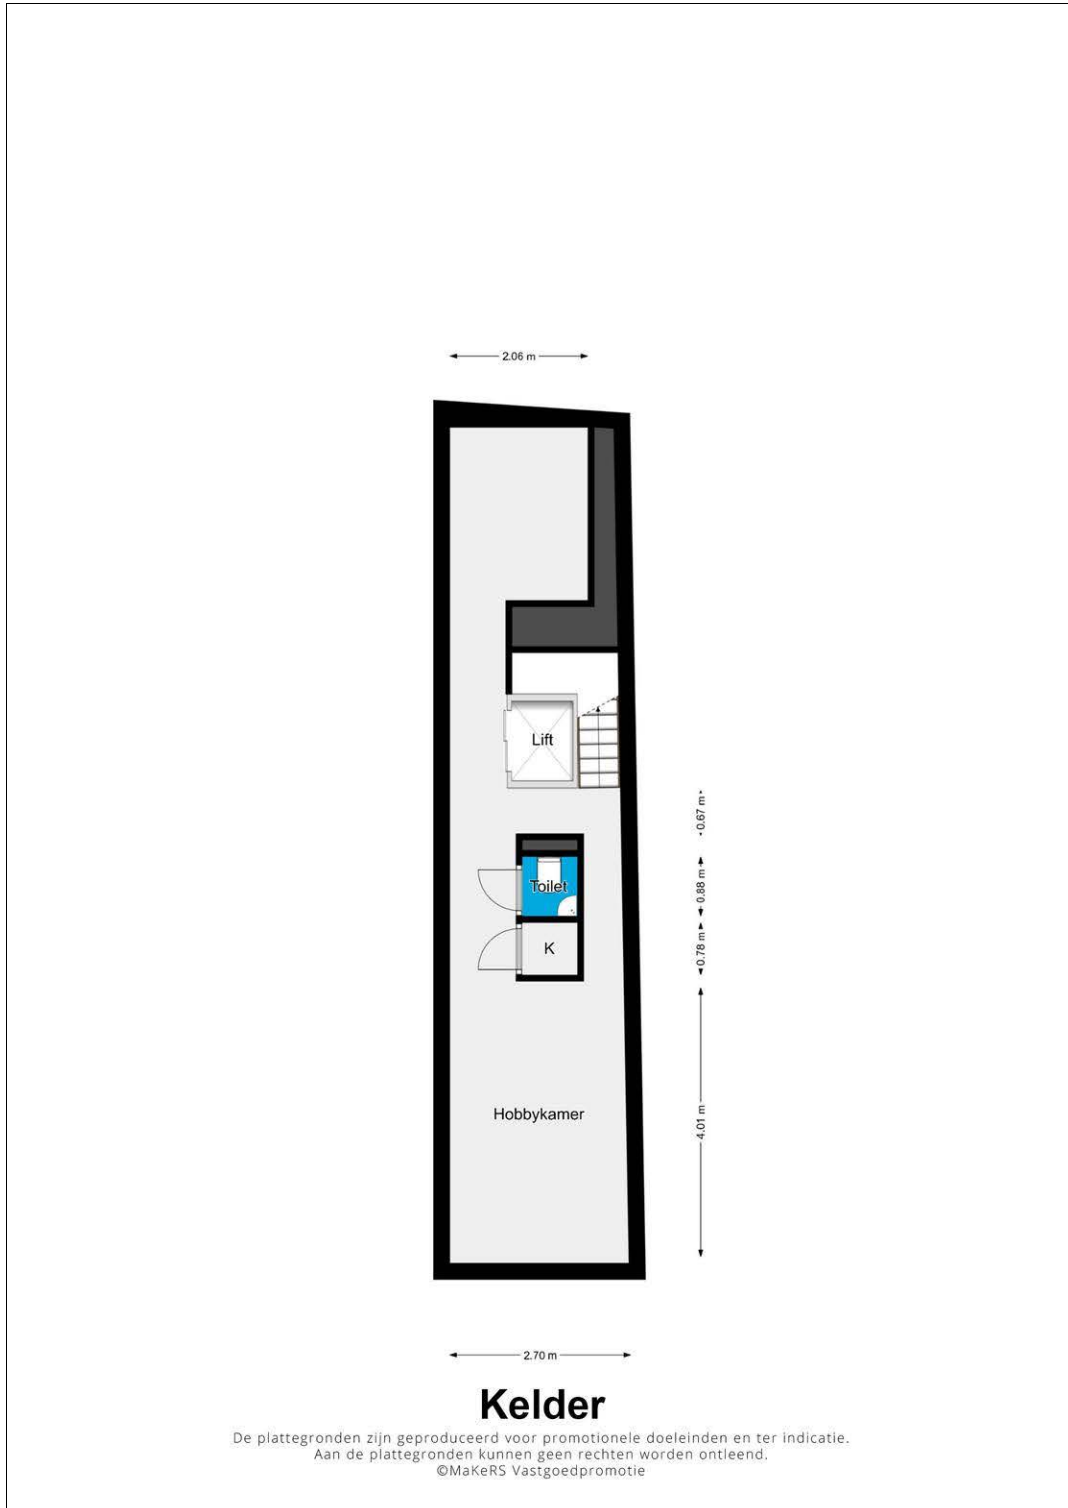 2.06 m
Lift
0.67 m
Toilet
0.88 m
K
0.78 m
Hobbykamer
4.01 m
2.70 m
Kelder
De plattegronden zijn geproduceerd voor promotionele doeleinden en ter indicatie.
Aan de plattegronden kunnen geen rechten worden ontleend.
©MaKeRS Vastgoedpromotie